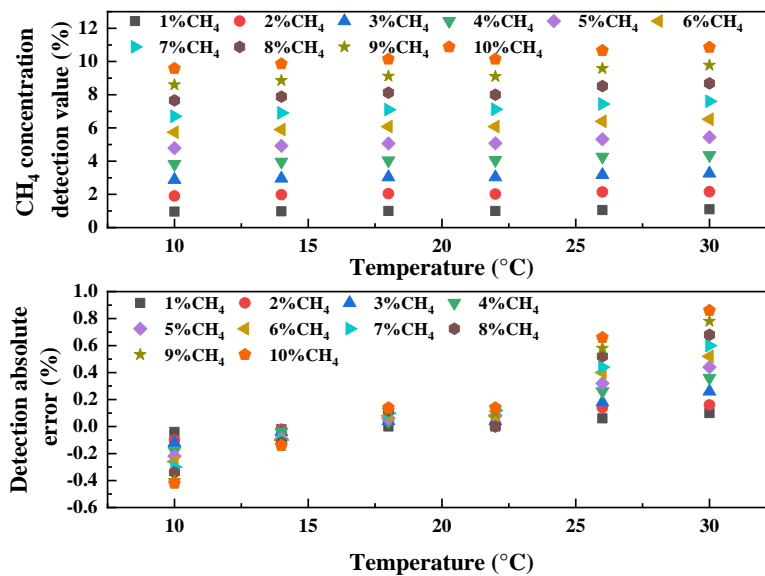 12
10
8
6
4
2
0
CH₄ concentration
detection value (%)
1%CH₄ 2%CH₄ 3%CH₄ 4%CH₄ 5%CH₄ 6%CH₄
7%CH₄ 8%CH₄ 9%CH₄ 10%CH₄
10 15 20 25 30
Temperature (°C)
1.0
0.8
0.6
0.4
0.2
0.0
-0.2
-0.4
-0.6
Detection absolute
error (%)
1%CH₄ 2%CH₄ 3%CH₄ 4%CH₄
5%CH₄ 6%CH₄ 7%CH₄ 8%CH₄
9%CH₄ 10%CH₄
10 15 20 25 30
Temperature (°C)